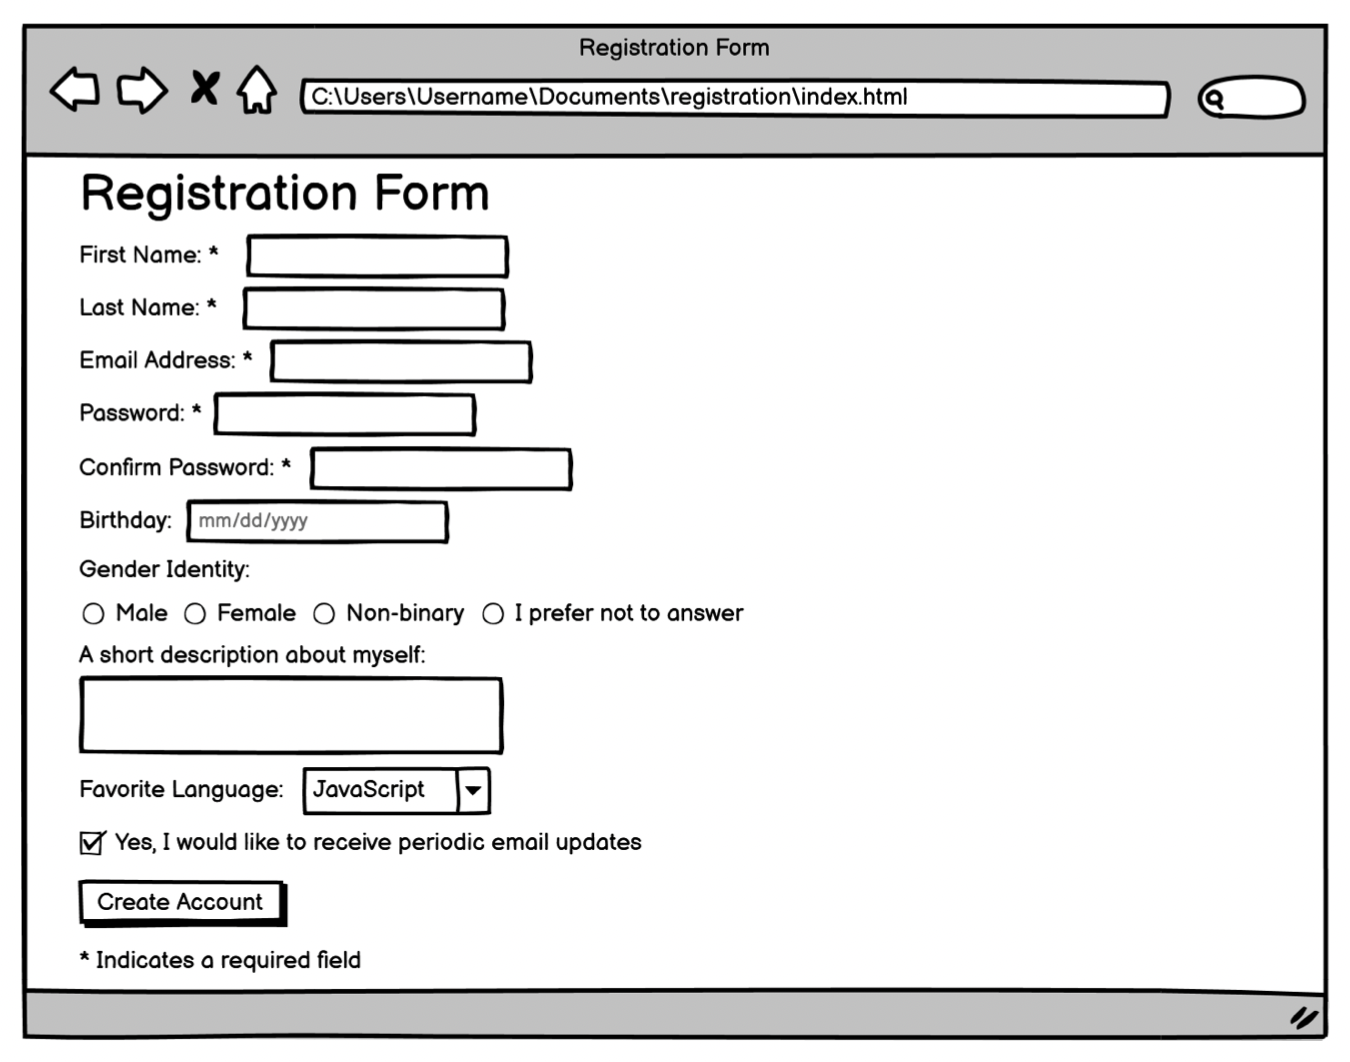 Registration Form
C:\Users\Username\Documents\registration\index.html
Registration Form
First Name: *
Last Name: *
Email Address: *
Password: *
Confirm Password: *
Birthday: mm/dd/yyyy
Gender Identity:
Male Female Non-binary I prefer not to answer
A short description about myself:
Favorite Language: JavaScript
Yes, I would like to receive periodic email updates
Create Account
* Indicates a required field